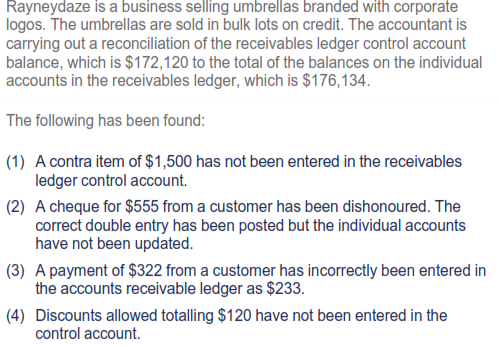 Rayneydaze is a business selling umbrellas branded with corporate
logos. The umbrellas are sold in bulk lots on credit. The accountant is
carrying out a reconciliation of the receivables ledger control account
balance, which is $172,120 to the total of the balances on the individual
accounts in the receivables ledger, which is $176,134.
The following has been found:
(1) A contra item of $1,500 has not been entered in the receivables
ledger control account.
(2) A cheque for $555 from a customer has been dishonoured. The
correct double entry has been posted but the individual accounts
have not been updated.
(3) A payment of $322 from a customer has incorrectly been entered in
the accounts receivable ledger as $233.
(4) Discounts allowed totalling $120 have not been entered in the
control account.